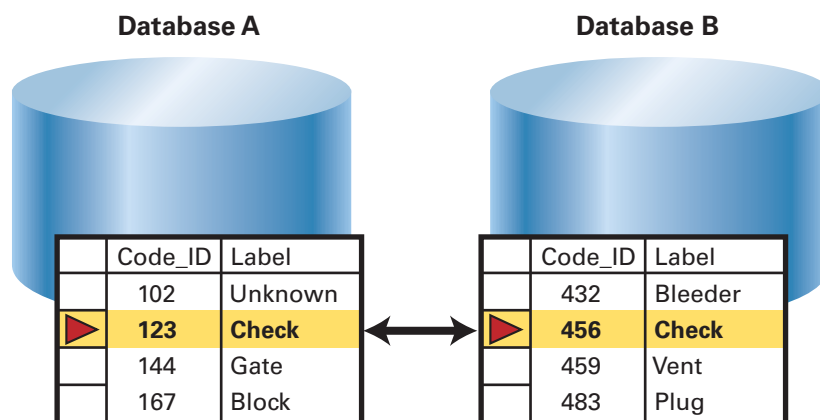 Database A
Database B
Code_ID Label
102 Unknown
123 Check
144 Gate
167 Block
Code_ID Label
432 Bleeder
456 Check
459 Vent
483 Plug